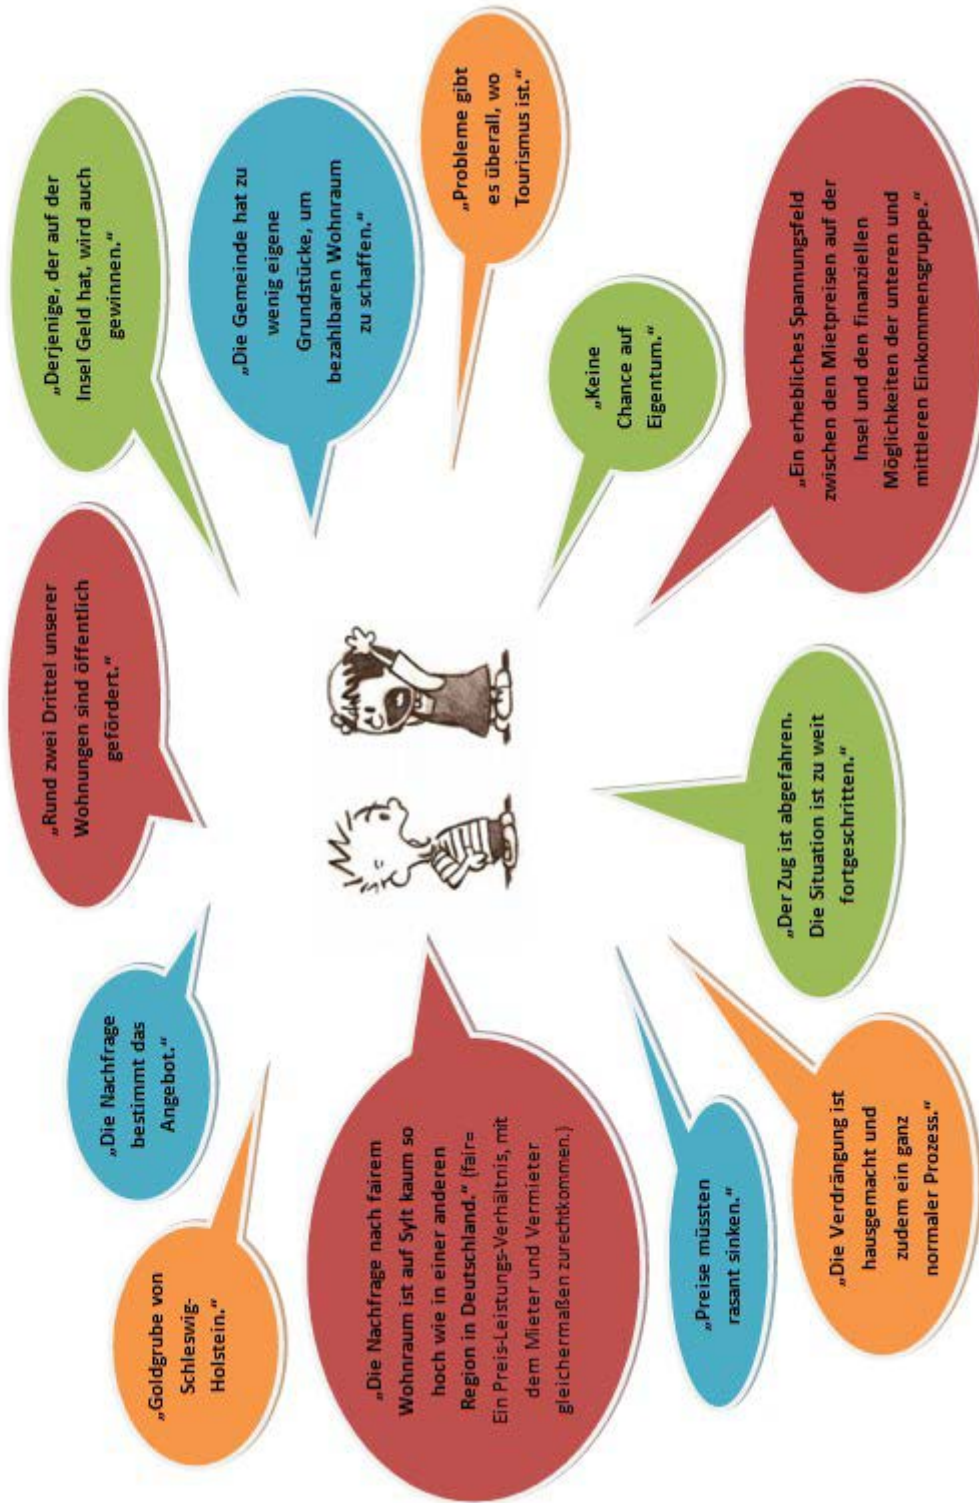 „Goldgrube von
Schleswig-
Holstein.“
„Die Nachfrage
bestimmt das
Angebot.“
„Rund zwei Drittel unserer
Wohnungen sind öffentlich
gefördert.“
„Derjenige, der auf der
Insel Geld hat, wird auch
gewinnen.“
„Die Gemeinde hat zu
wenig eigene
Grundstücke, um
bezahlbaren Wohnraum
zu schaffen.“
„Probleme gibt
es überall, wo
Tourismus ist.“
„Die Nachfrage nach fairem
Wohnraum ist auf Sylt kaum so
hoch wie in einer anderen
Region in Deutschland.“ (fair=
Ein Preis-Leistungs-Verhältnis, mit
dem Mieter und Vermieter
gleichermaßen zurechtkommen.)
„Keine
Chance auf
Eigentum.“
„Preise müssten
rasant sinken.“
„Die Verdrängung ist
hausgemacht und
zudem ein ganz
normaler Prozess.“
„Der Zug ist abgefahren.
Die Situation ist zu weit
fortgeschritten.“
„Ein erhebliches Spannungsfeld
zwischen den Mietpreisen auf der
Insel und den finanziellen
Möglichkeiten der unteren und
mittleren Einkommensgruppe.“